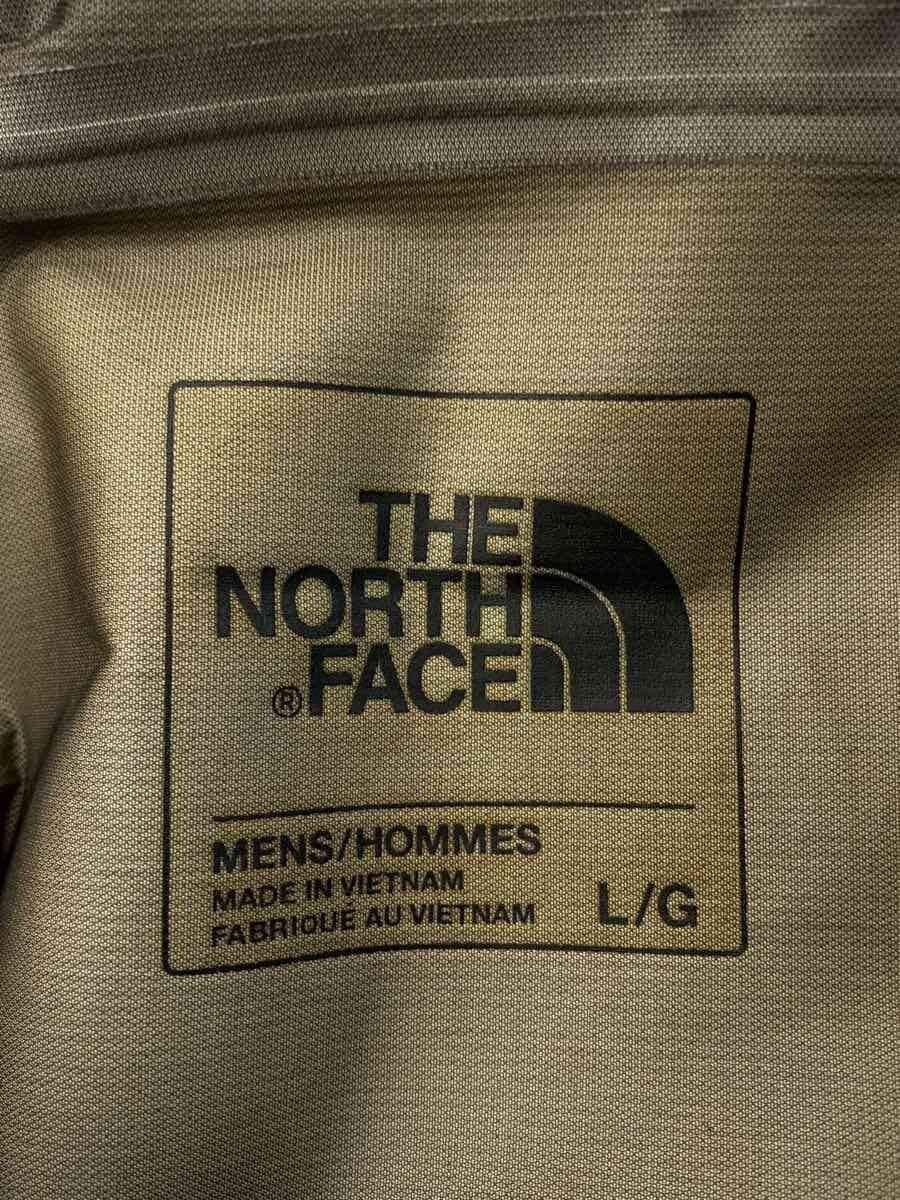 THE
NORTH
®FACE
MENS/HOMMES
MADE IN VIETNAM
FABRIQUÉ AU VIETNAM
L/G